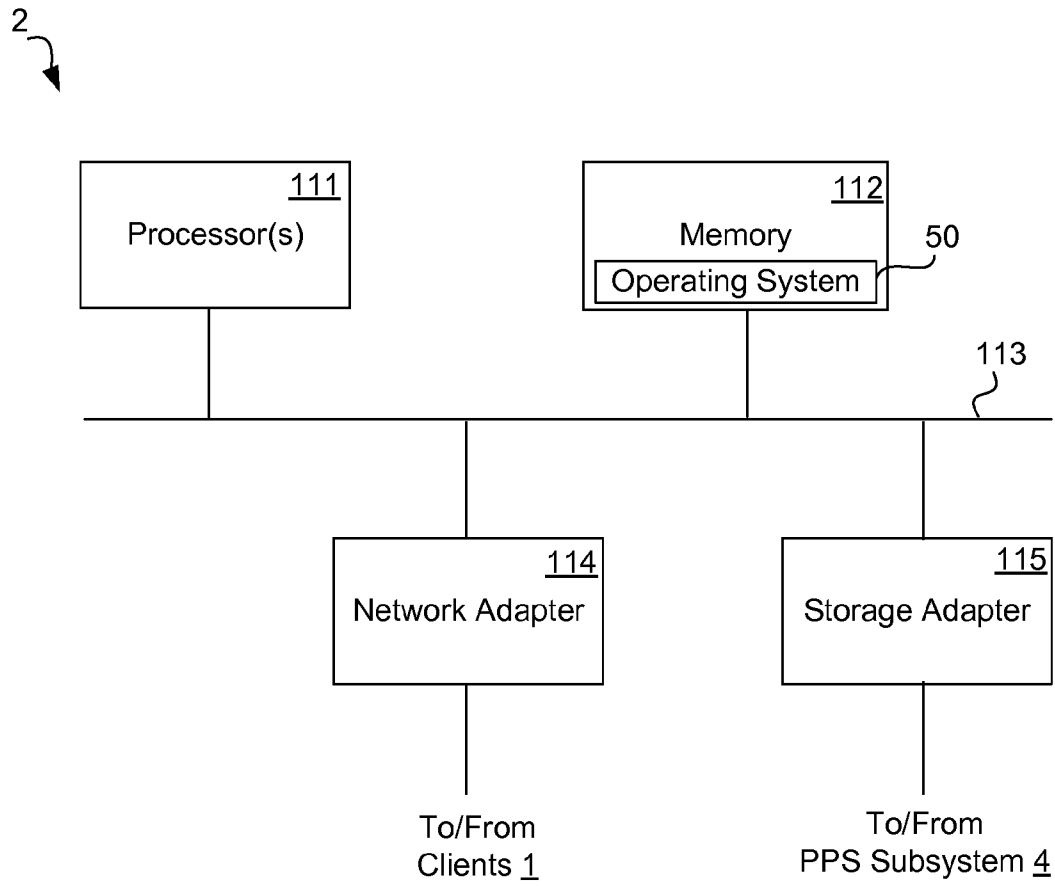 2
111
Processor(s)
112
Memory
50
Operating System
113
114
Network Adapter
115
Storage Adapter
To/From
Clients 1
To/From
PPS Subsystem 4